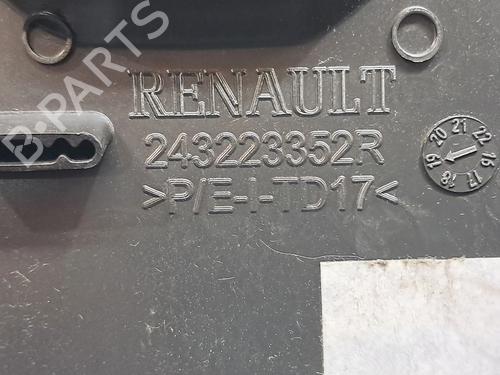 B-PARTS
RENAULT
243223352R
>P/E-I-TD17<
17 18 19 20 21 22 16